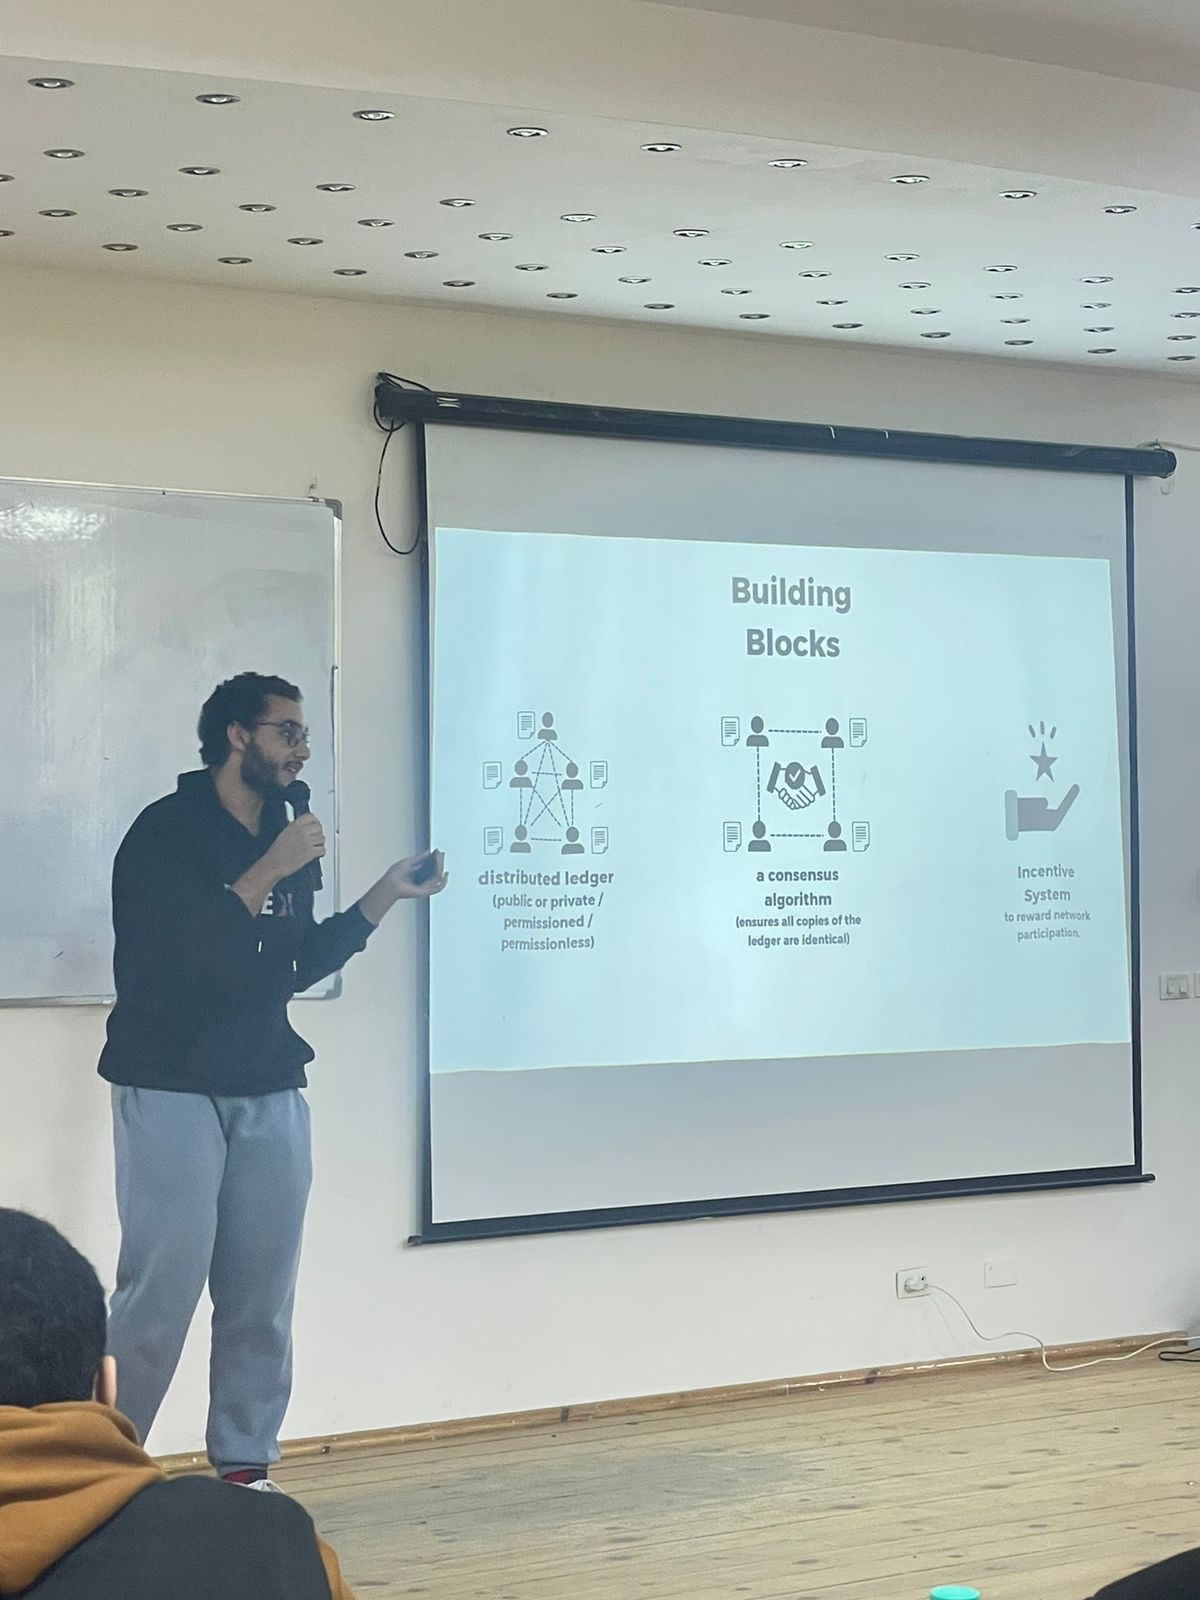 Building
Blocks
distributed ledger
(public or private /
permissioned /
permissionless)
a consensus
algorithm
(ensures all copies of the
ledger are identical)
Incentive
System
to reward network
participation.